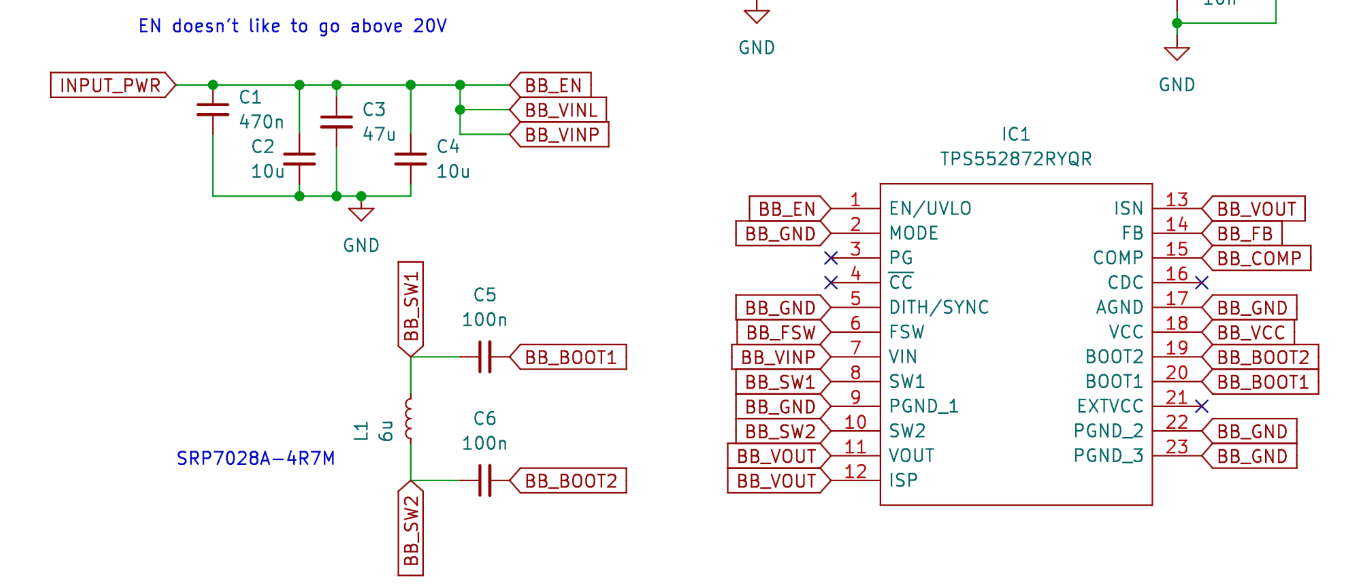 EN doesn't like to go above 20V
INPUT_PWR
BB_EN
BB_VINL
BB_VINP
C1
470n
C2
10u
C3
47u
C4
10u
GND
GND
GND
BB_SW1
C5
100n
BB_BOOT1
L1
6u
SRP7028A-4R7M
C6
100n
BB_BOOT2
BB_SW2
IC1
TPS552872RYQR
BB_EN 1 EN/UVLO ISN 13 BB_VOUT
BB_GND 2 MODE FB 14 BB_FB
3 PG COMP 15 BB_COMP
4 CC CDC 16
BB_GND 5 DITH/SYNC AGND 17 BB_GND
BB_FSW 6 FSW VCC 18 BB_VCC
BB_VINP 7 VIN BOOT2 19 BB_BOOT2
BB_SW1 8 SW1 BOOT1 20 BB_BOOT1
BB_GND 9 PGND_1 EXTVCC 21
BB_SW2 10 SW2 PGND_2 22 BB_GND
BB_VOUT 11 VOUT PGND_3 23 BB_GND
BB_VOUT 12 ISP